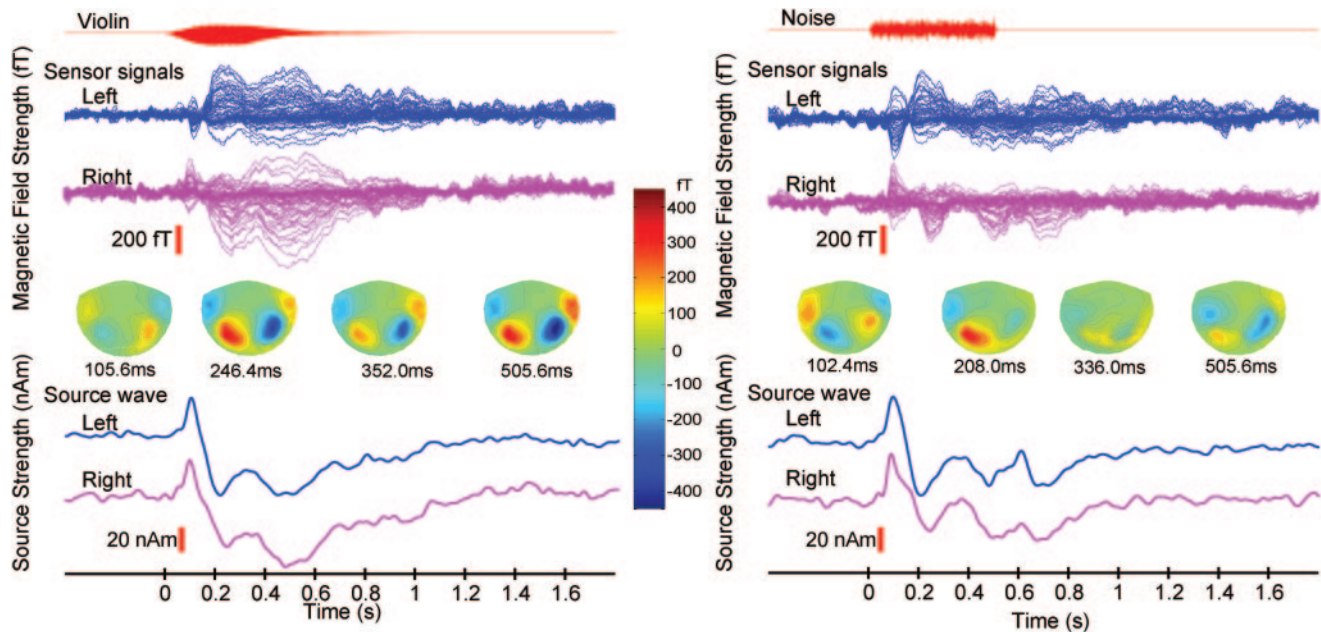 Violin
Sensor signals
Left
Right
200 fT
Magnetic Field Strength (fT)
105.6ms 246.4ms 352.0ms 505.6ms
Source wave
Left
Right
20 nAm
Source Strength (nAm)
0 0.2 0.4 0.6 0.8 1 1.2 1.4 1.6
Time (s)
fT
400
300
200
100
0
-100
-200
-300
-400
Noise
Sensor signals
Left
Right
200 fT
Magnetic Field Strength (fT)
102.4ms 208.0ms 336.0ms 505.6ms
Source wave
Left
Right
20 nAm
Source Strength (nAm)
0 0.2 0.4 0.6 0.8 1 1.2 1.4 1.6
Time (s)